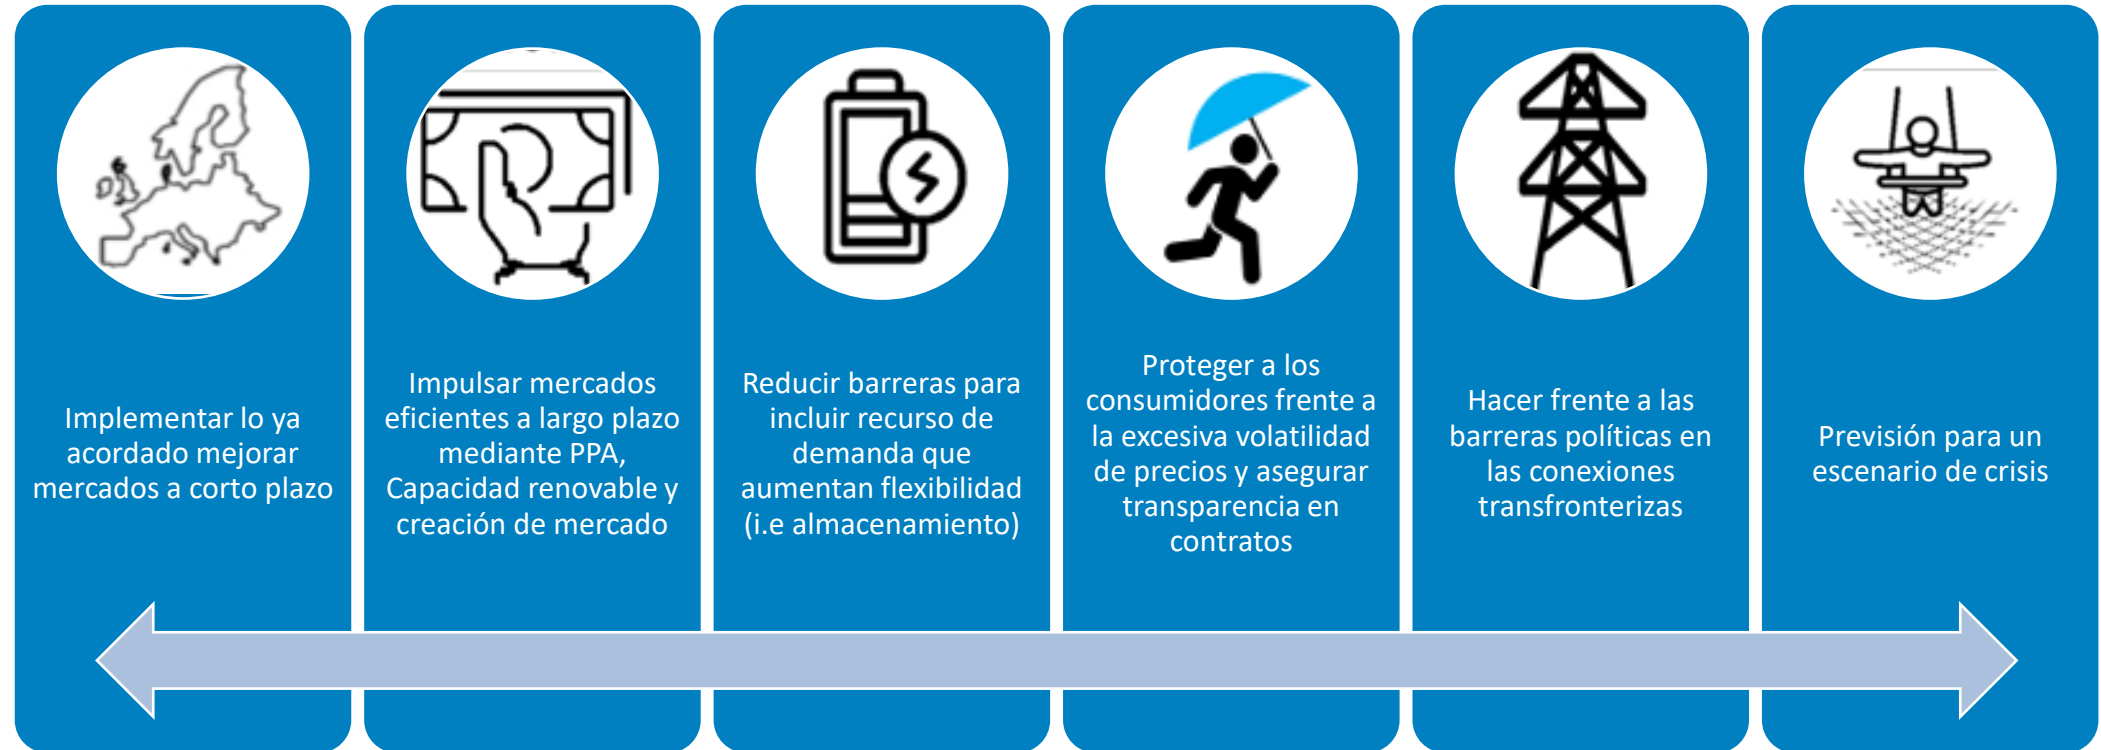 Implementar lo ya
acordado mejorar
mercados a corto plazo
Impulsar mercados
eficientes a largo plazo
mediante PPA,
Capacidad renovable y
creación de mercado
Reducir barreras para
incluir recurso de
demanda que
aumentan flexibilidad
(i.e almacenamiento)
Proteger a los
consumidores frente a
la excesiva volatilidad
de precios y asegurar
transparencia en
contratos
Hacer frente a las
barreras políticas en
las conexiones
transfronterizas
Previsión para un
escenario de crisis